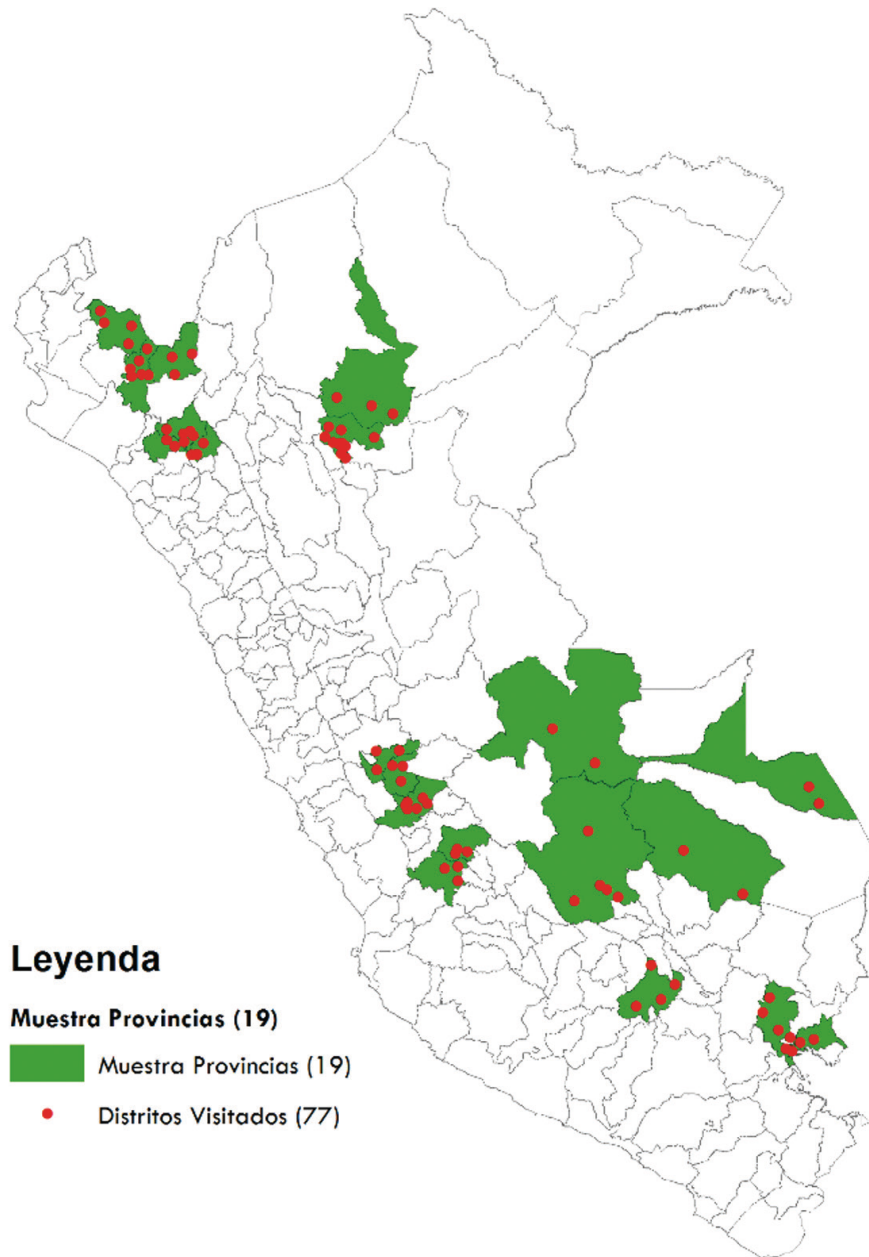 Leyenda
Muestra Provincias (19)
Muestra Provincias (19)
Distritos Visitados (77)